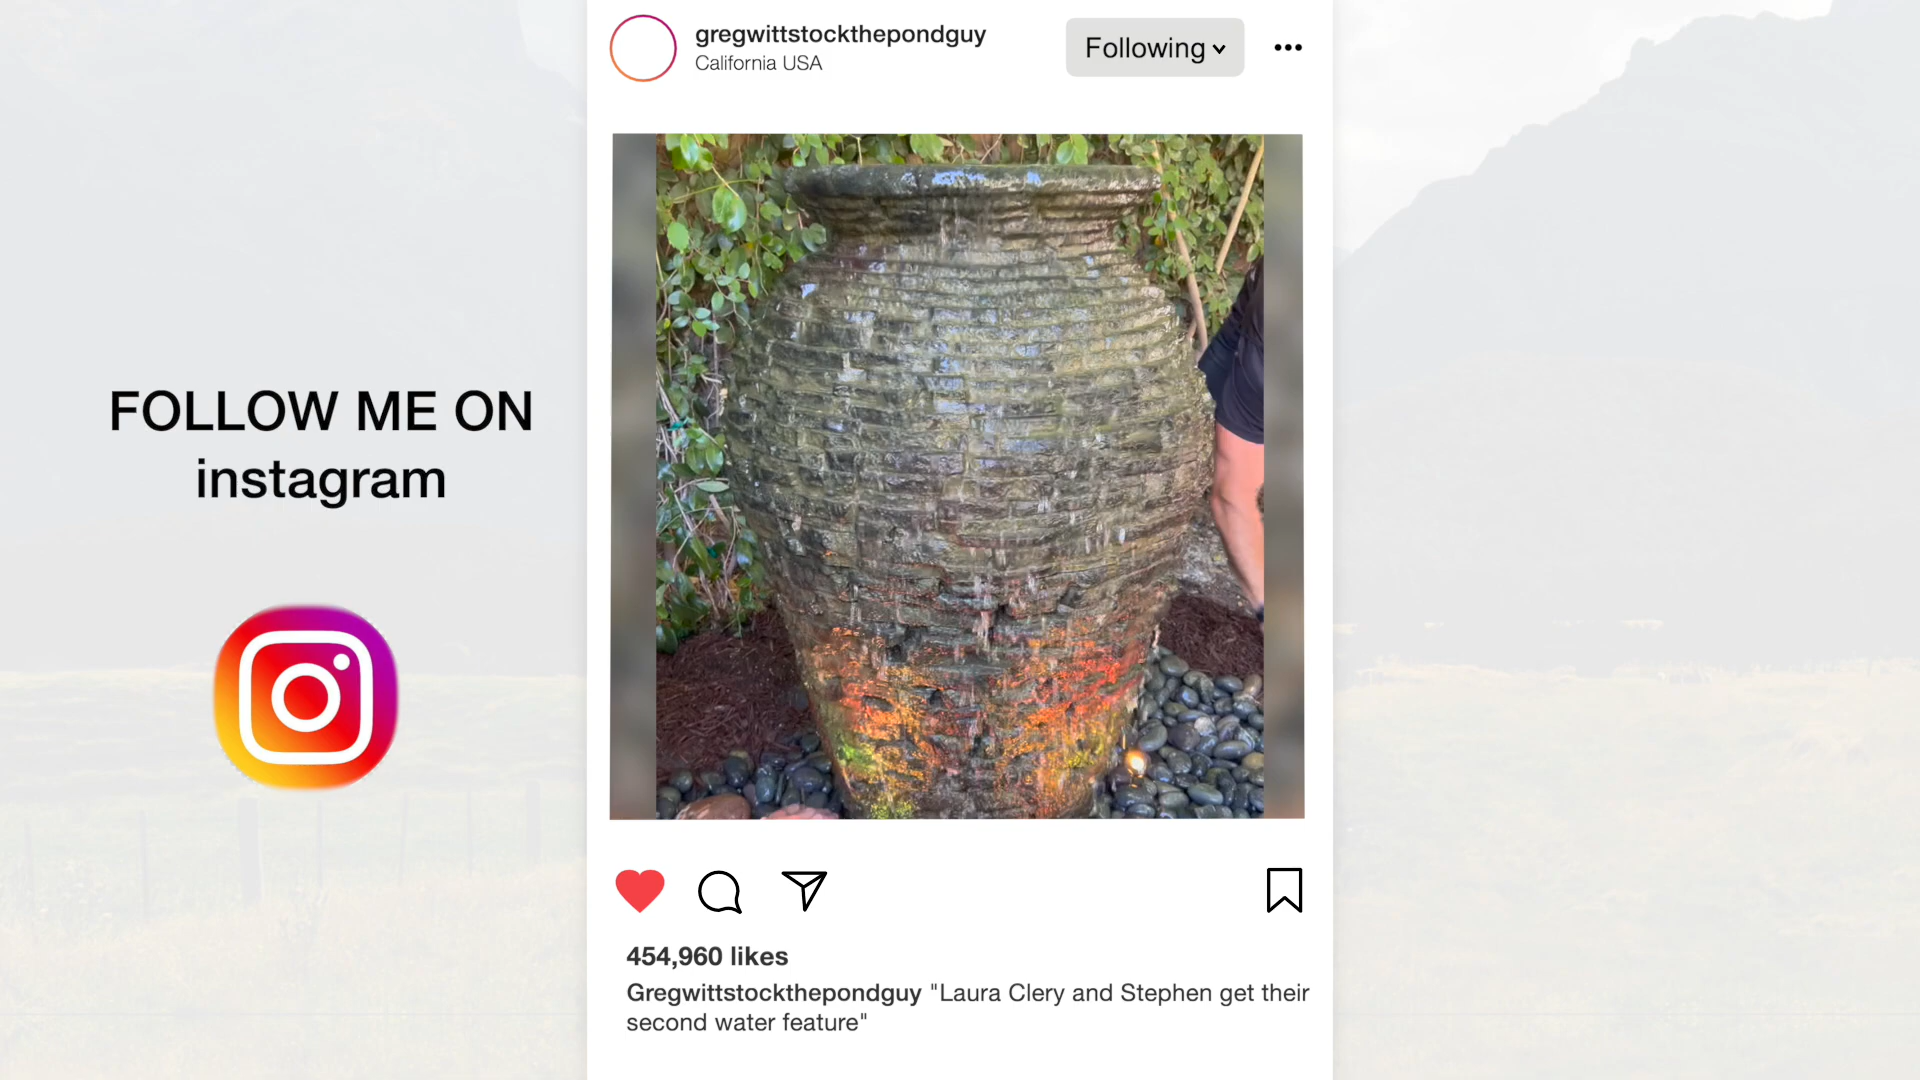 gregwittstockthepondguy
California USA
Following
FOLLOW ME ON
instagram
454,960 likes
Gregwittstockthepondguy "Laura Clery and Stephen get their
second water feature"